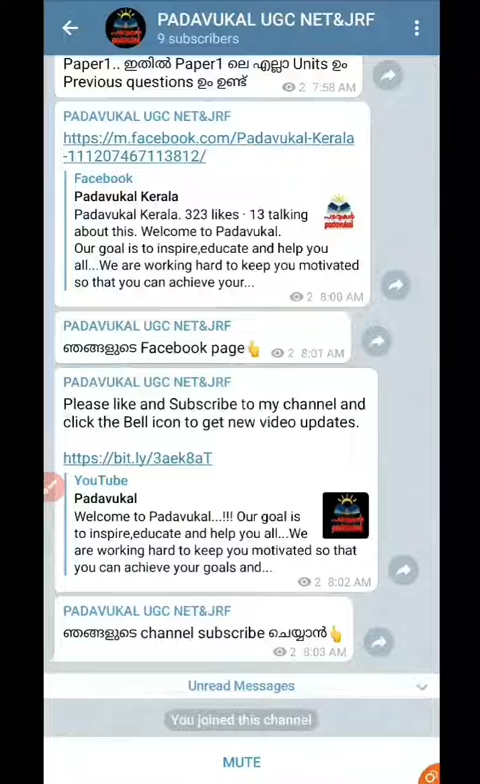 PADAVUKAL UGC NET&JRF
9 subscribers
Paper1.. ഇതിൽ Paper1 ലെ എല്ലാ Units ഉം
Previous questions ഉം ഉണ്ട്
2 7:58 AM
PADAVUKAL UGC NET&JRF
https://m.facebook.com/Padavukal-Kerala
-111207467113812/
Facebook
Padavukal Kerala
Padavukal Kerala. 323 likes · 13 talking
about this. Welcome to Padavukal.
Our goal is to inspire,educate and help you
all...We are working hard to keep you motivated
so that you can achieve your...
2 8:00 AM
PADAVUKAL UGC NET&JRF
ഞങ്ങളുടെ Facebook page👆
2 8:01 AM
PADAVUKAL UGC NET&JRF
Please like and Subscribe to my channel and
click the Bell icon to get new video updates.
https://bit.ly/3aek8aT
YouTube
Padavukal
Welcome to Padavukal...!!! Our goal is
to inspire,educate and help you all...We
are working hard to keep you motivated so that
you can achieve your goals and...
2 8:02 AM
PADAVUKAL UGC NET&JRF
ഞങ്ങളുടെ channel subscribe ചെയ്യാൻ👆
2 8:03 AM
Unread Messages
You joined this channel
MUTE